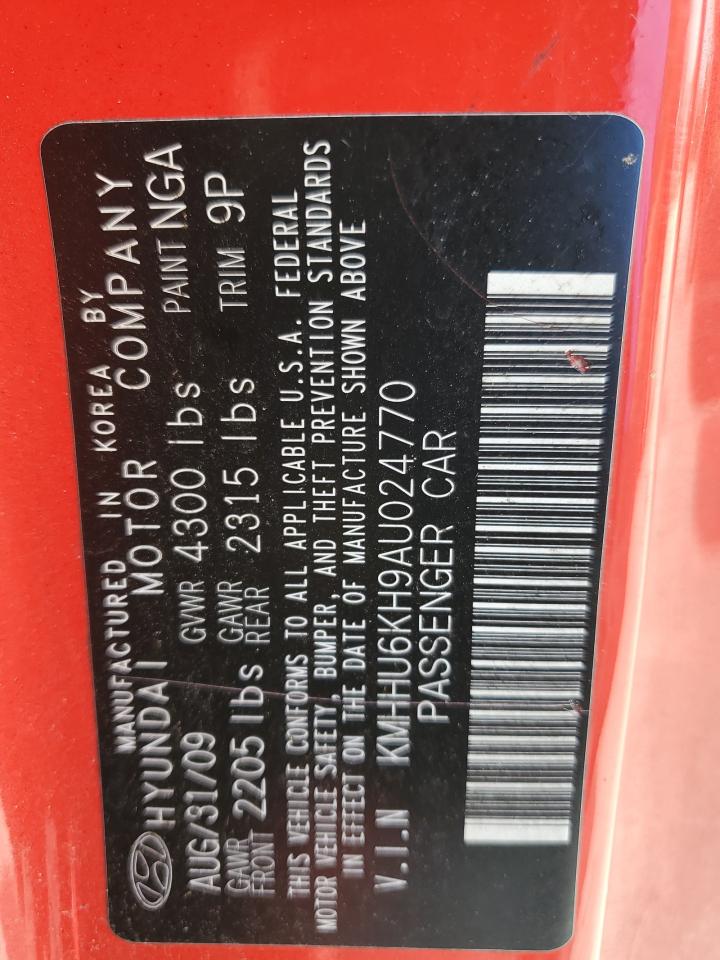 MANUFACTURED IN KOREA BY
HYUNDAI MOTOR COMPANY
AUG/31/09 GVWR 4300 lbs PAINT NGA
GAWR FRONT 2205 lbs GAWR REAR 2315 lbs TRIM 9P
THIS VEHICLE CONFORMS TO ALL APPLICABLE U.S.A. FEDERAL
MOTOR VEHICLE SAFETY, BUMPER, AND THEFT PREVENTION STANDARDS
IN EFFECT ON THE DATE OF MANUFACTURE SHOWN ABOVE
V.I.N KMHHU6KH9AU024770
PASSENGER CAR